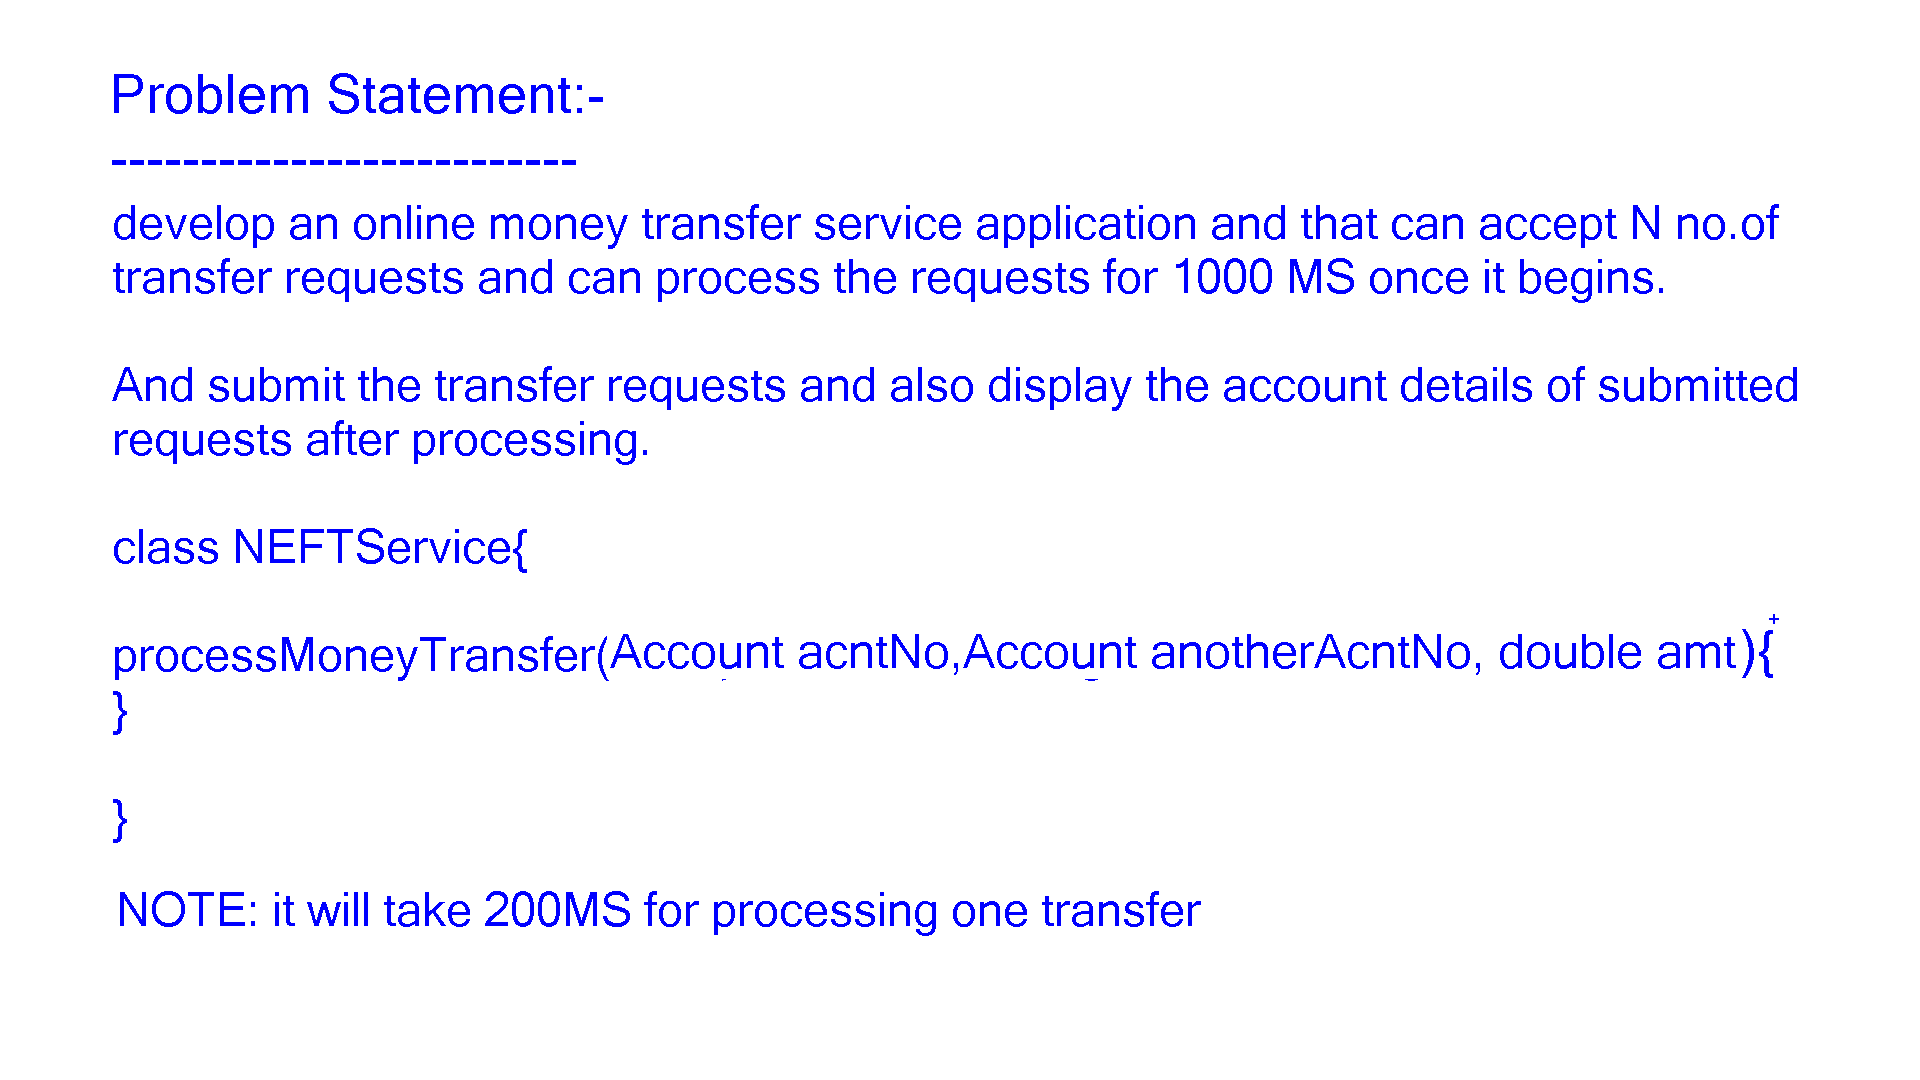 Problem Statement:-
--------------------------
develop an online money transfer service application and that can accept N no.of
transfer requests and can process the requests for 1000 MS once it begins.
And submit the transfer requests and also display the account details of submitted
requests after processing.
class NEFTService{
processMoneyTransfer(Account acntNo,Account anotherAcntNo, double amt){
}
}
NOTE: it will take 200MS for processing one transfer